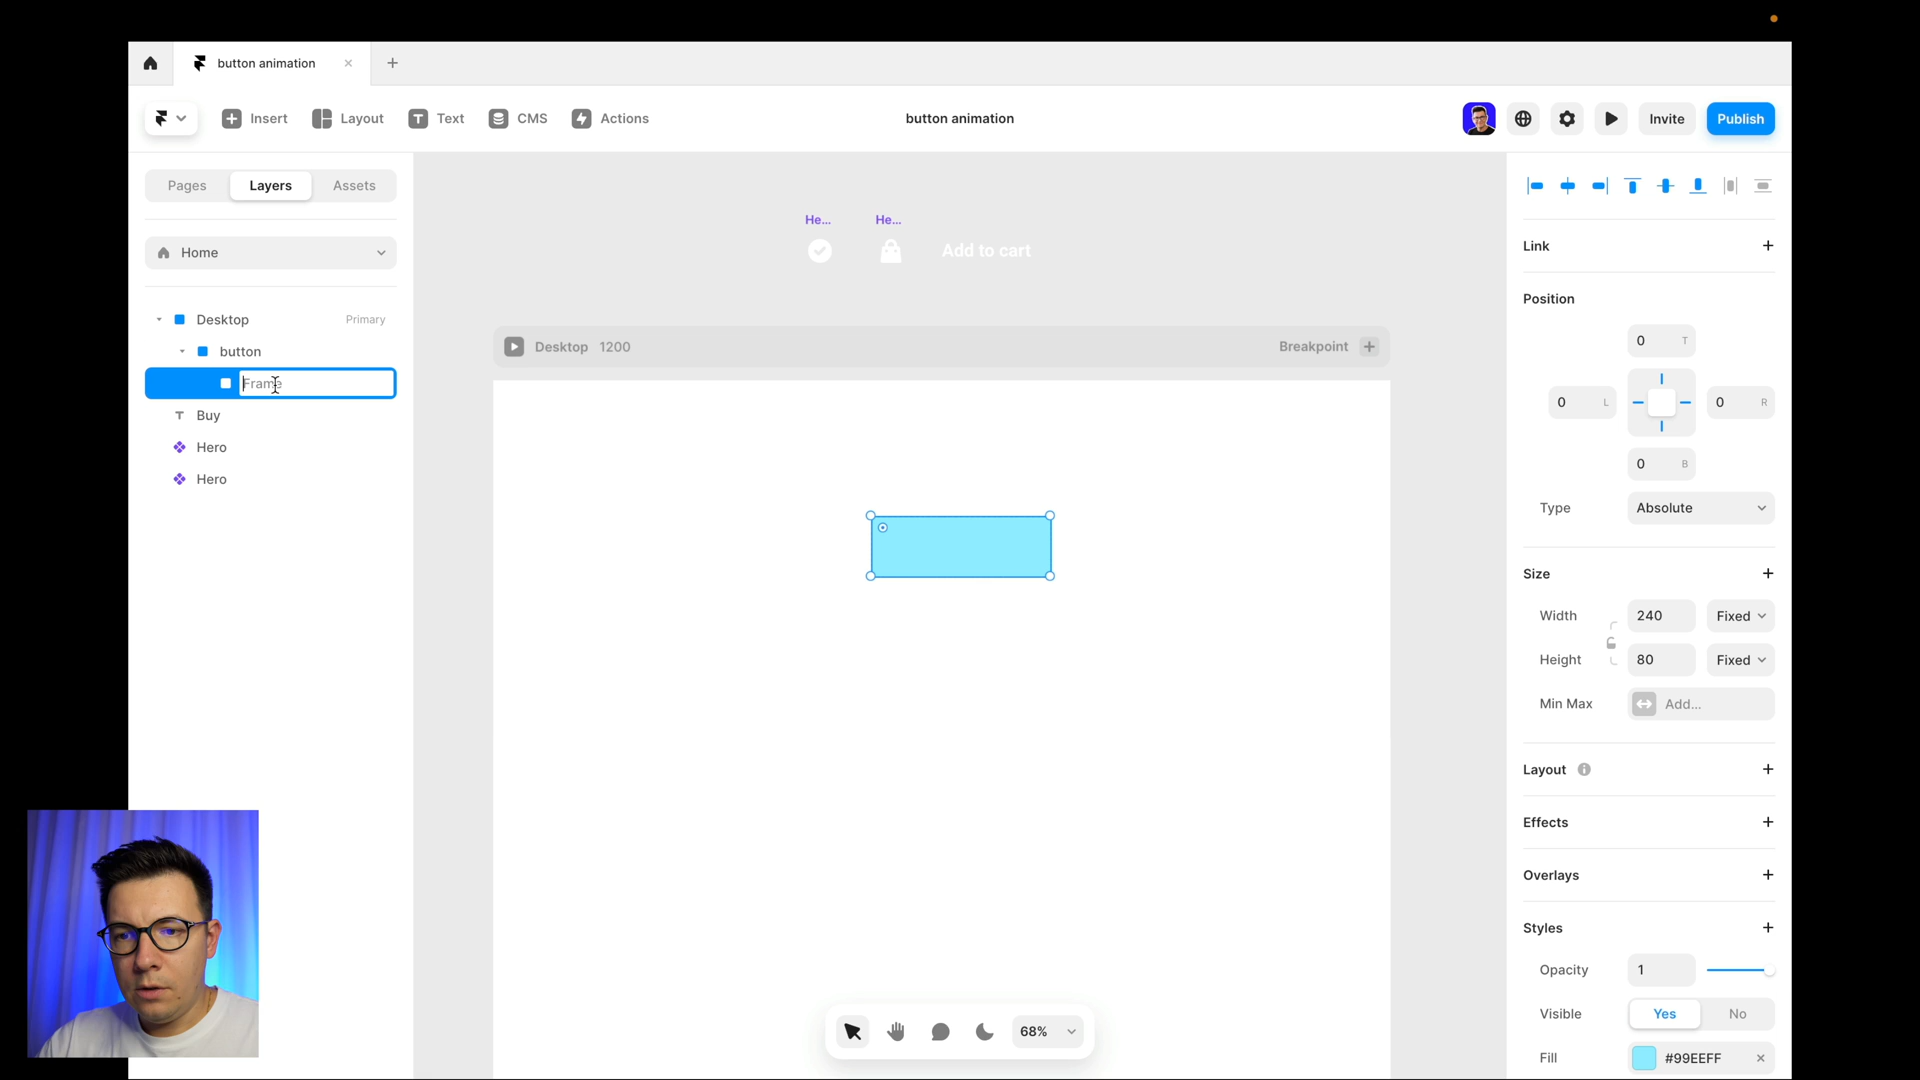 button animation
Insert
Layout
Text
CMS
Actions
button animation
Invite
Publish
Pages
Layers
Assets
Home
Desktop
Primary
button
Frame
Buy
Hero
Hero
He...
He...
Add to cart
Desktop 1200
Breakpoint
68%
Link
Position
0 T
0 L
0 R
0 B
Type
Absolute
Size
Width
240
Fixed
Height
80
Fixed
Min Max
Add...
Layout
Effects
Overlays
Styles
Opacity
1
Visible
Yes
No
Fill
#99EEFF